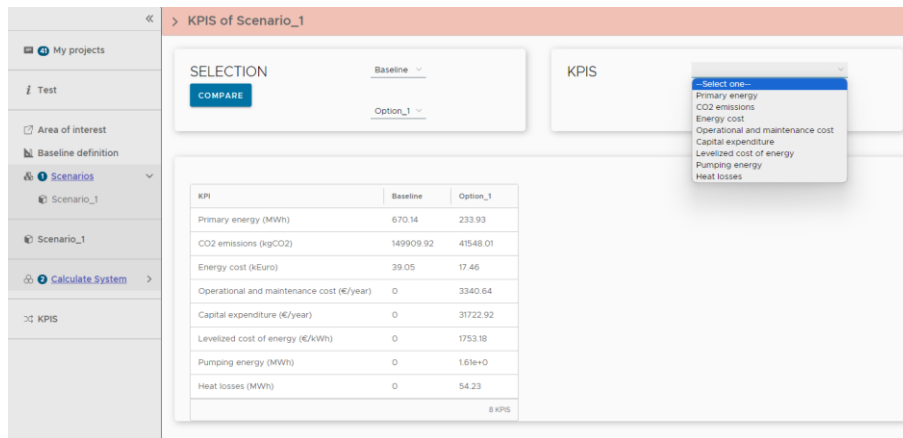 «
41 My projects
i Test
Area of interest
Baseline definition
1 Scenarios
Scenario_1
Scenario_1
2 Calculate System >
KPIS
> KPIS of Scenario_1
SELECTION
COMPARE
Baseline
Option_1
KPIS
--Select one--
Primary energy
CO2 emissions
Energy cost
Operational and maintenance cost
Capital expenditure
Levelized cost of energy
Pumping energy
Heat losses
KPI Baseline Option_1
Primary energy (MWh) 670.14 233.93
CO2 emissions (kgCO2) 149909.92 41548.01
Energy cost (kEuro) 39.05 17.46
Operational and maintenance cost (€/year) 0 3340.64
Capital expenditure (€/year) 0 31722.92
Levelized cost of energy (€/kWh) 0 1753.18
Pumping energy (MWh) 0 1.61e+0
Heat losses (MWh) 0 54.23
8 KPIS